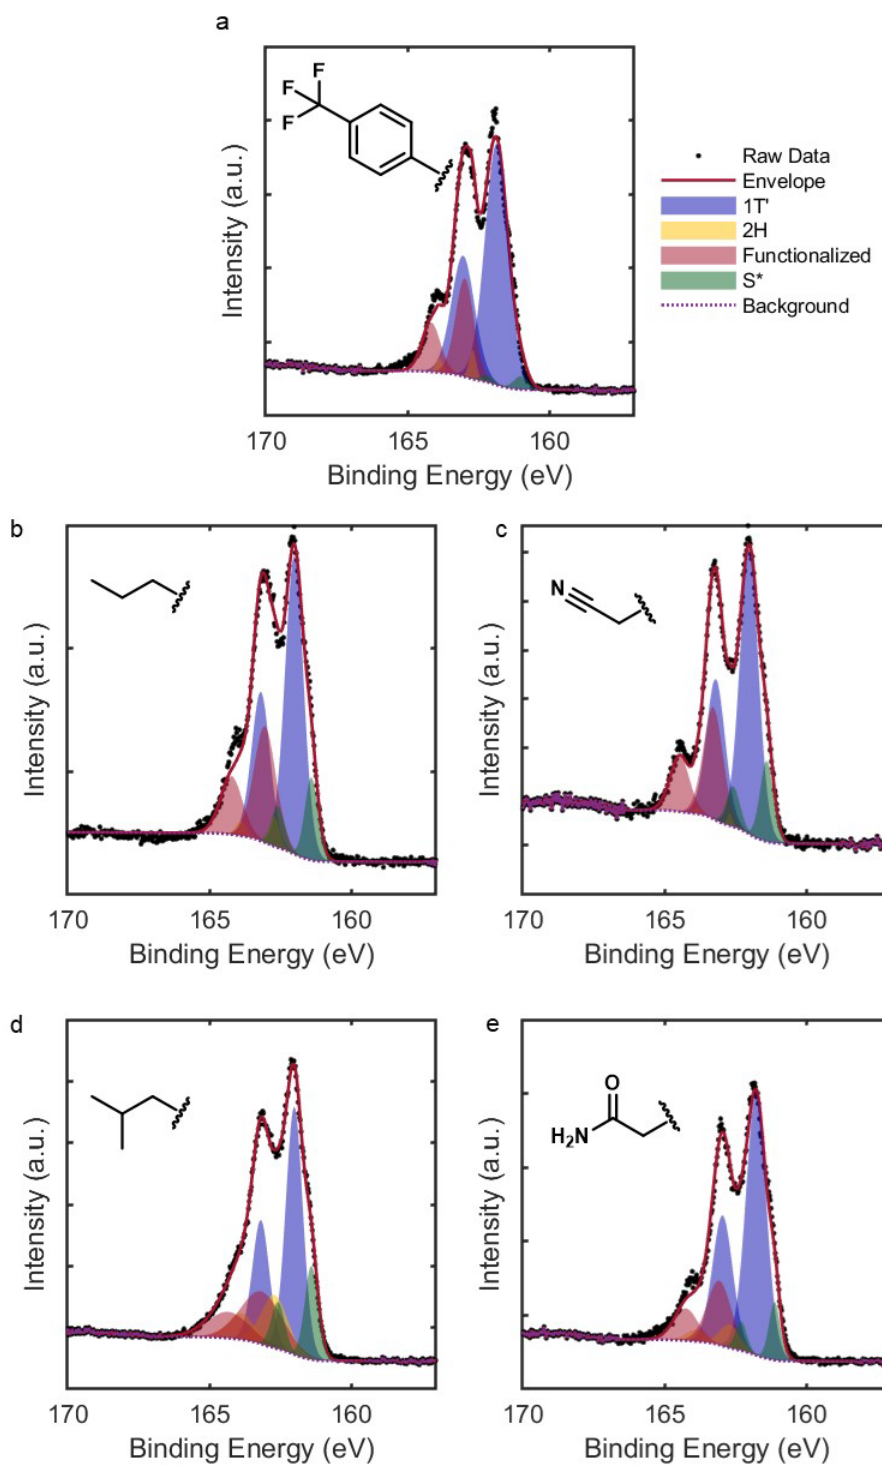 a
F
F
F
Intensity (a.u.)
170
165
160
Binding Energy (eV)
Raw Data
Envelope
1T'
2H
Functionalized
S*
Background
b
Intensity (a.u.)
170
165
160
Binding Energy (eV)
c
N
Intensity (a.u.)
170
165
160
Binding Energy (eV)
d
Intensity (a.u.)
170
165
160
Binding Energy (eV)
e
O
H₂N
Intensity (a.u.)
170
165
160
Binding Energy (eV)